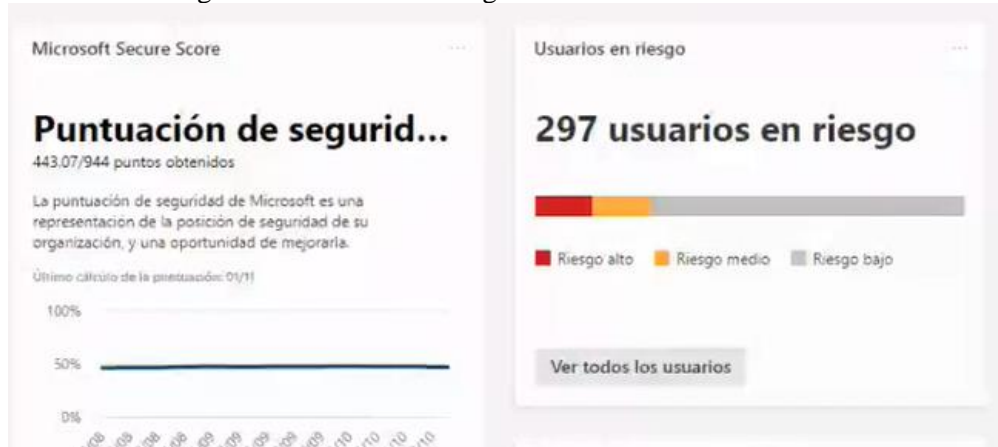 Microsoft Secure Score
Puntuación de segurid...
443.07/944 puntos obtenidos
La puntuación de seguridad de Microsoft es una
representación de la posición de seguridad de su
organización, y una oportunidad de mejorarla.
Último cálculo de la puntuación: 01/11
100%
50%
0%
Usuarios en riesgo
297 usuarios en riesgo
Riesgo alto Riesgo medio Riesgo bajo
Ver todos los usuarios